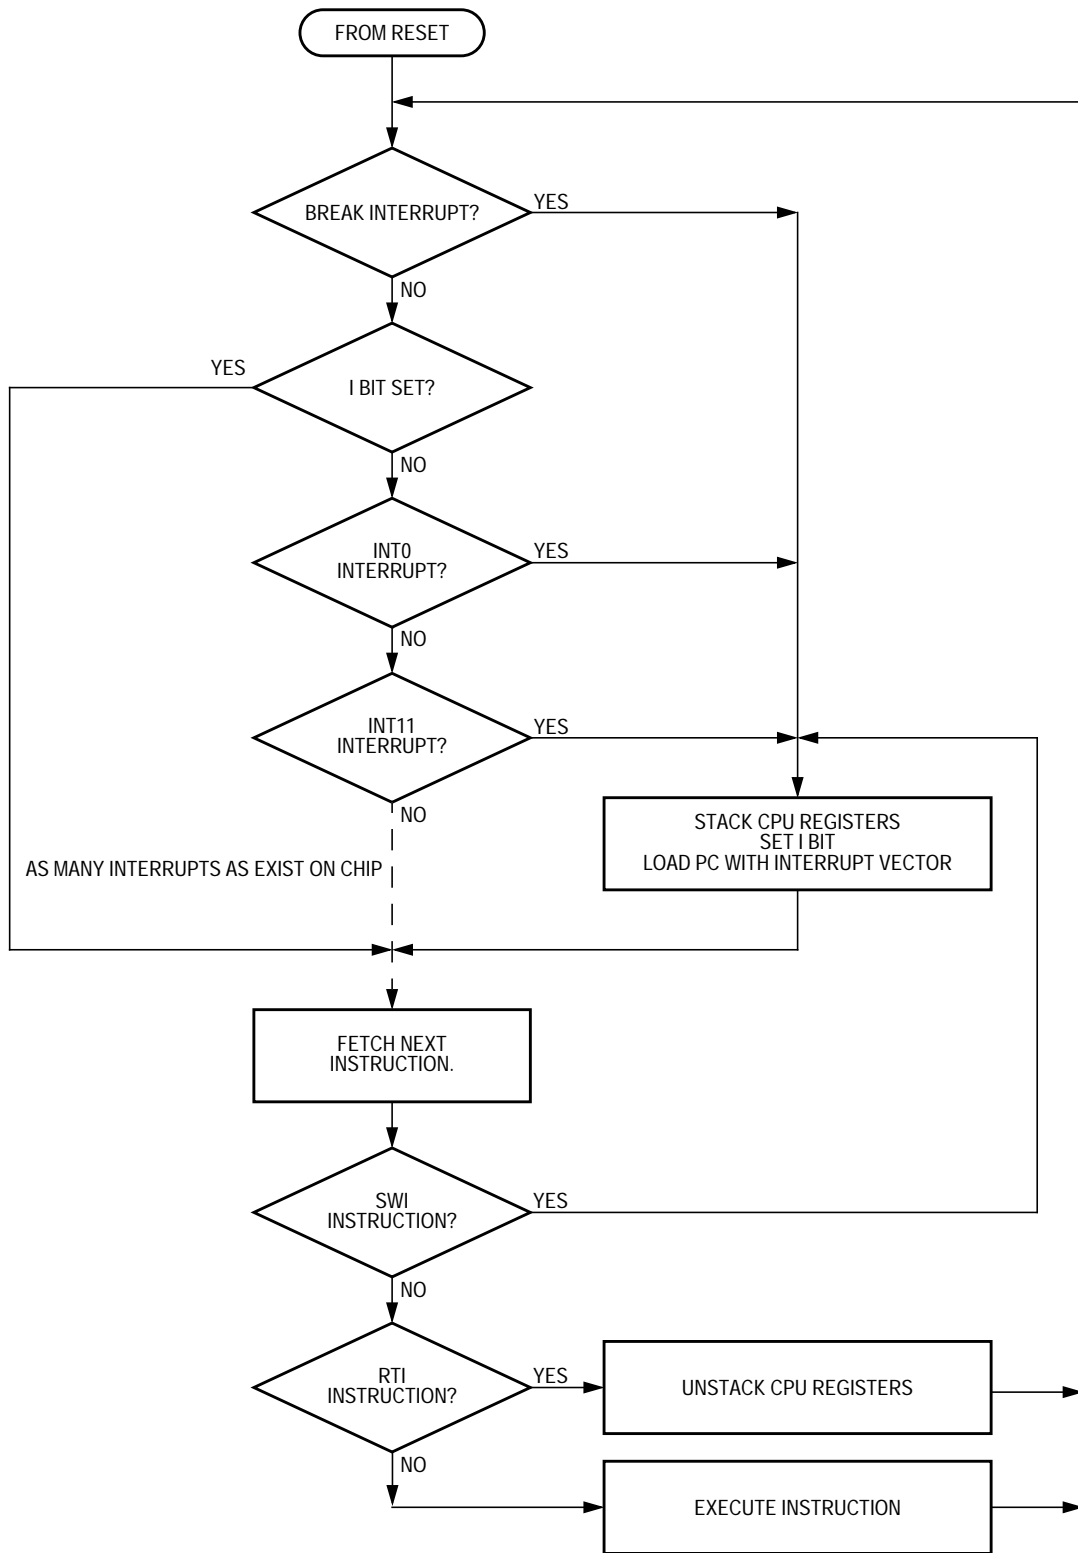 FROM RESET
BREAK INTERRUPT?
YES
NO
YES
I BIT SET?
NO
INT0
INTERRUPT?
YES
NO
INT11
INTERRUPT?
YES
NO
STACK CPU REGISTERS
SET I BIT
LOAD PC WITH INTERRUPT VECTOR
AS MANY INTERRUPTS AS EXIST ON CHIP
FETCH NEXT
INSTRUCTION.
SWI
INSTRUCTION?
YES
NO
RTI
INSTRUCTION?
YES
UNSTACK CPU REGISTERS
NO
EXECUTE INSTRUCTION